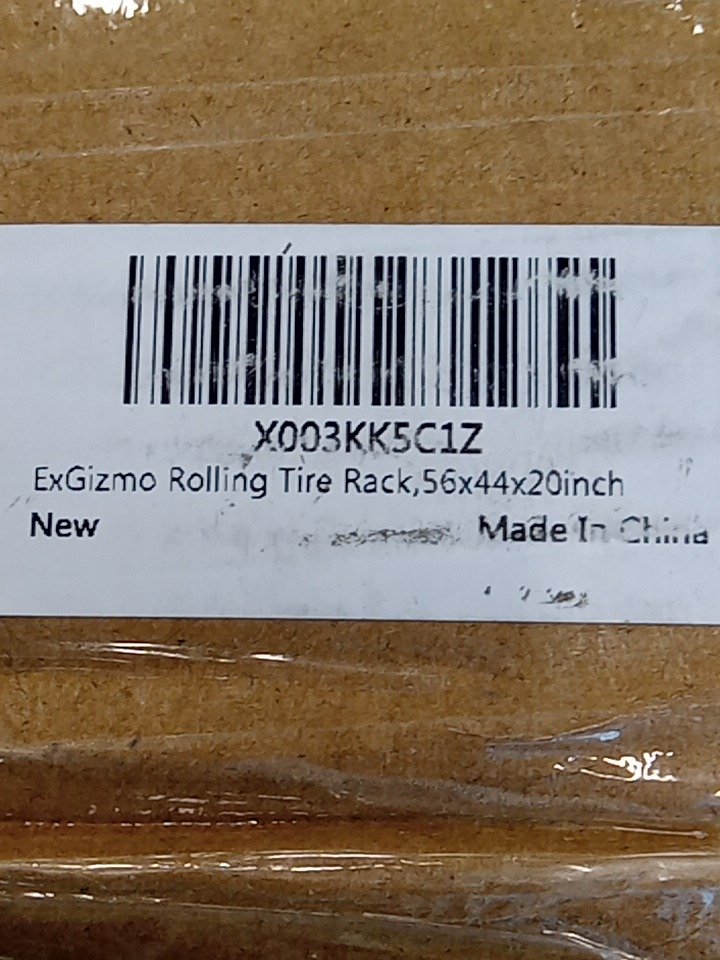 X003KK5C1Z
ExGizmo Rolling Tire Rack,56x44x20inch
New
Made In China